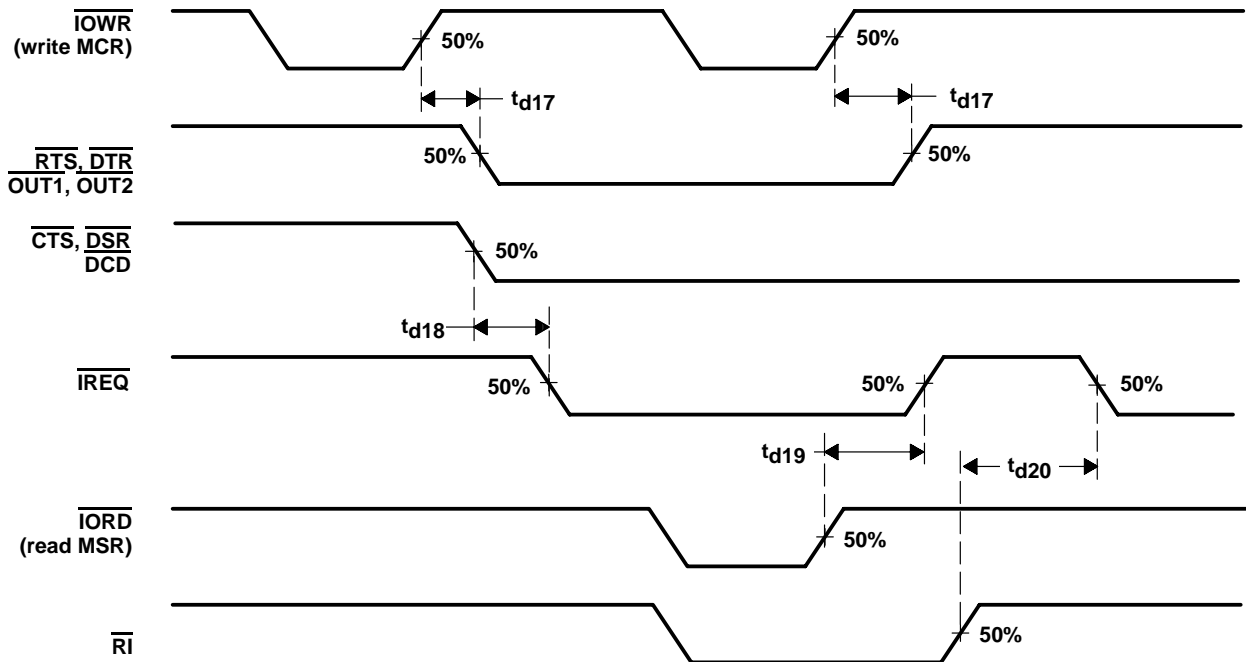 IOWR
(write MCR)
50%
50%
td17
td17
RTS, DTR
OUT1, OUT2
50%
50%
CTS, DSR
DCD
50%
td18
IREQ
50%
50%
50%
td19
td20
IORD
(read MSR)
50%
RI
50%